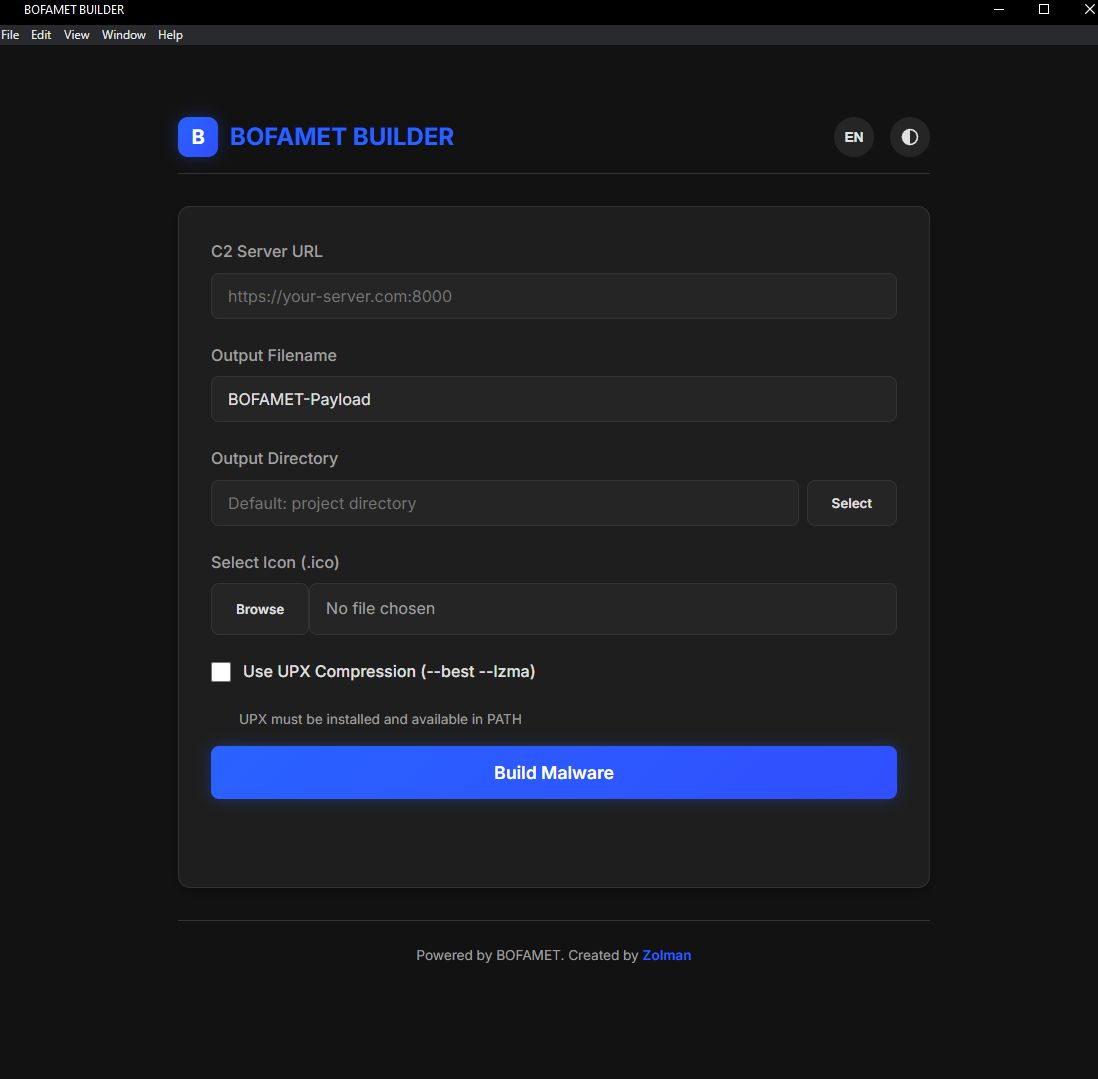 BOFAMET BUILDER
File Edit View Window Help
B BOFAMET BUILDER EN
C2 Server URL
https://your-server.com:8000
Output Filename
BOFAMET-Payload
Output Directory
Default: project directory Select
Select Icon (.ico)
Browse No file chosen
Use UPX Compression (--best --lzma)
UPX must be installed and available in PATH
Build Malware
Powered by BOFAMET. Created by Zolman